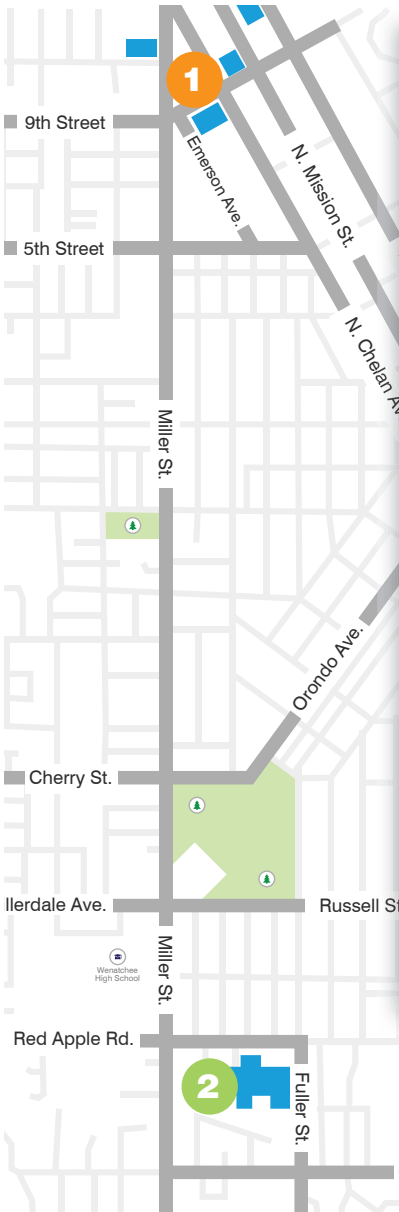 1
9th Street
Emerson Ave.
N. Mission St.
5th Street
N. Chelan Av
Miller St.
Orondo Ave.
Cherry St.
llerdale Ave.
Russell St
Miller St.
Wenatchee
High School
Red Apple Rd.
2
Fuller St.